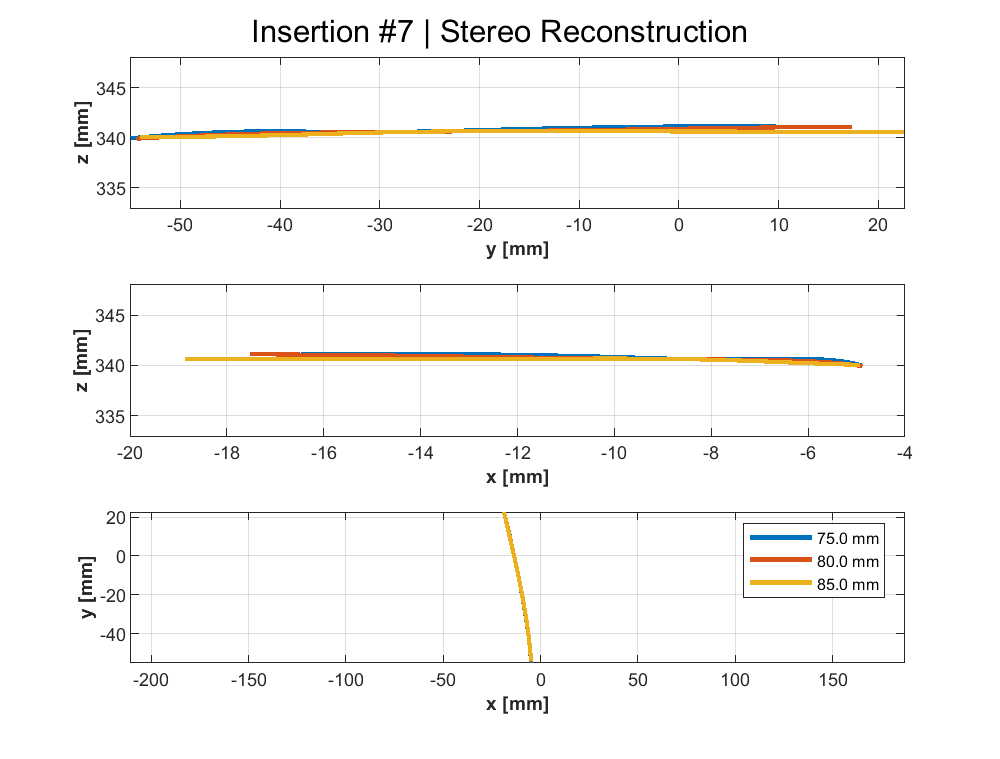 Insertion #7 | Stereo Reconstruction
345
340
335
z [mm]
-50 -40 -30 -20 -10 0 10 20
y [mm]
345
340
335
z [mm]
-20 -18 -16 -14 -12 -10 -8 -6 -4
x [mm]
20
0
-20
-40
y [mm]
75.0 mm
80.0 mm
85.0 mm
-200 -150 -100 -50 0 50 100 150
x [mm]